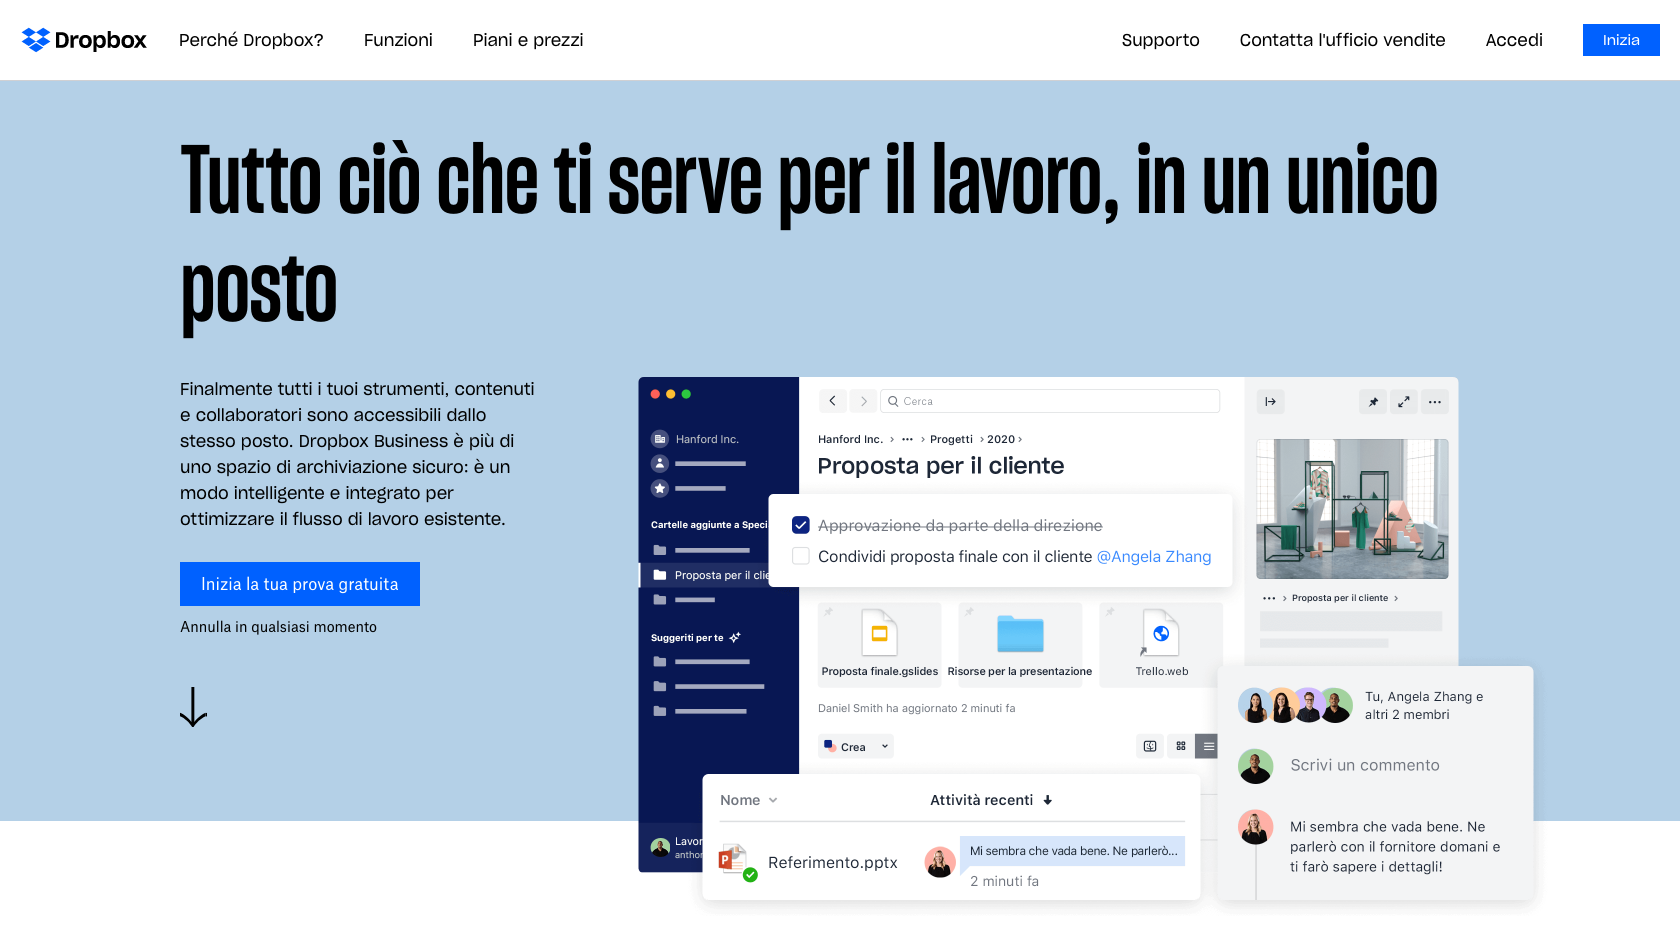 Dropbox
Perché Dropbox?
Funzioni
Piani e prezzi
Supporto
Contatta l'ufficio vendite
Accedi
Inizia
Tutto ciò che ti serve per il lavoro, in un unico
posto
Finalmente tutti i tuoi strumenti, contenuti
e collaboratori sono accessibili dallo
stesso posto. Dropbox Business è più di
uno spazio di archiviazione sicuro: è un
modo intelligente e integrato per
ottimizzare il flusso di lavoro esistente.
Inizia la tua prova gratuita
Annulla in qualsiasi momento
Hanford Inc.
Cartelle aggiunte a Speci
Proposta per il clie
Suggeriti per te
Lavor
anthon
Cerca
Hanford Inc. › ··· › Progetti › 2020 ›
Proposta per il cliente
Approvazione da parte della direzione
Condividi proposta finale con il cliente @Angela Zhang
Proposta finale.gslides
Risorse per la presentazione
Trello.web
Daniel Smith ha aggiornato 2 minuti fa
Crea
Nome
Attività recenti
P
Referimento.pptx
Mi sembra che vada bene. Ne parlerò...
2 minuti fa
··· › Proposta per il cliente ›
Tu, Angela Zhang e
altri 2 membri
Scrivi un commento
Mi sembra che vada bene. Ne
parlerò con il fornitore domani e
ti farò sapere i dettagli!